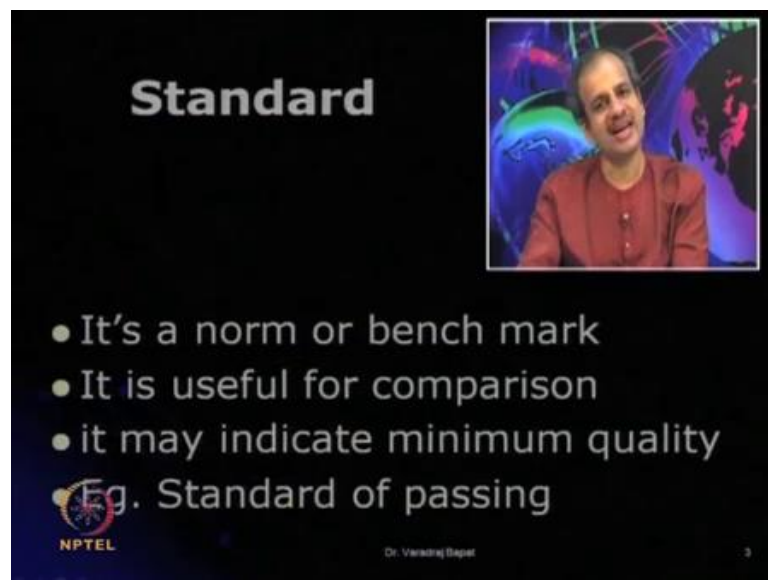 Standard
• It's a norm or bench mark
• It is useful for comparison
• it may indicate minimum quality
• Eg. Standard of passing
NPTEL
Dr. Varadraj Bapat
3